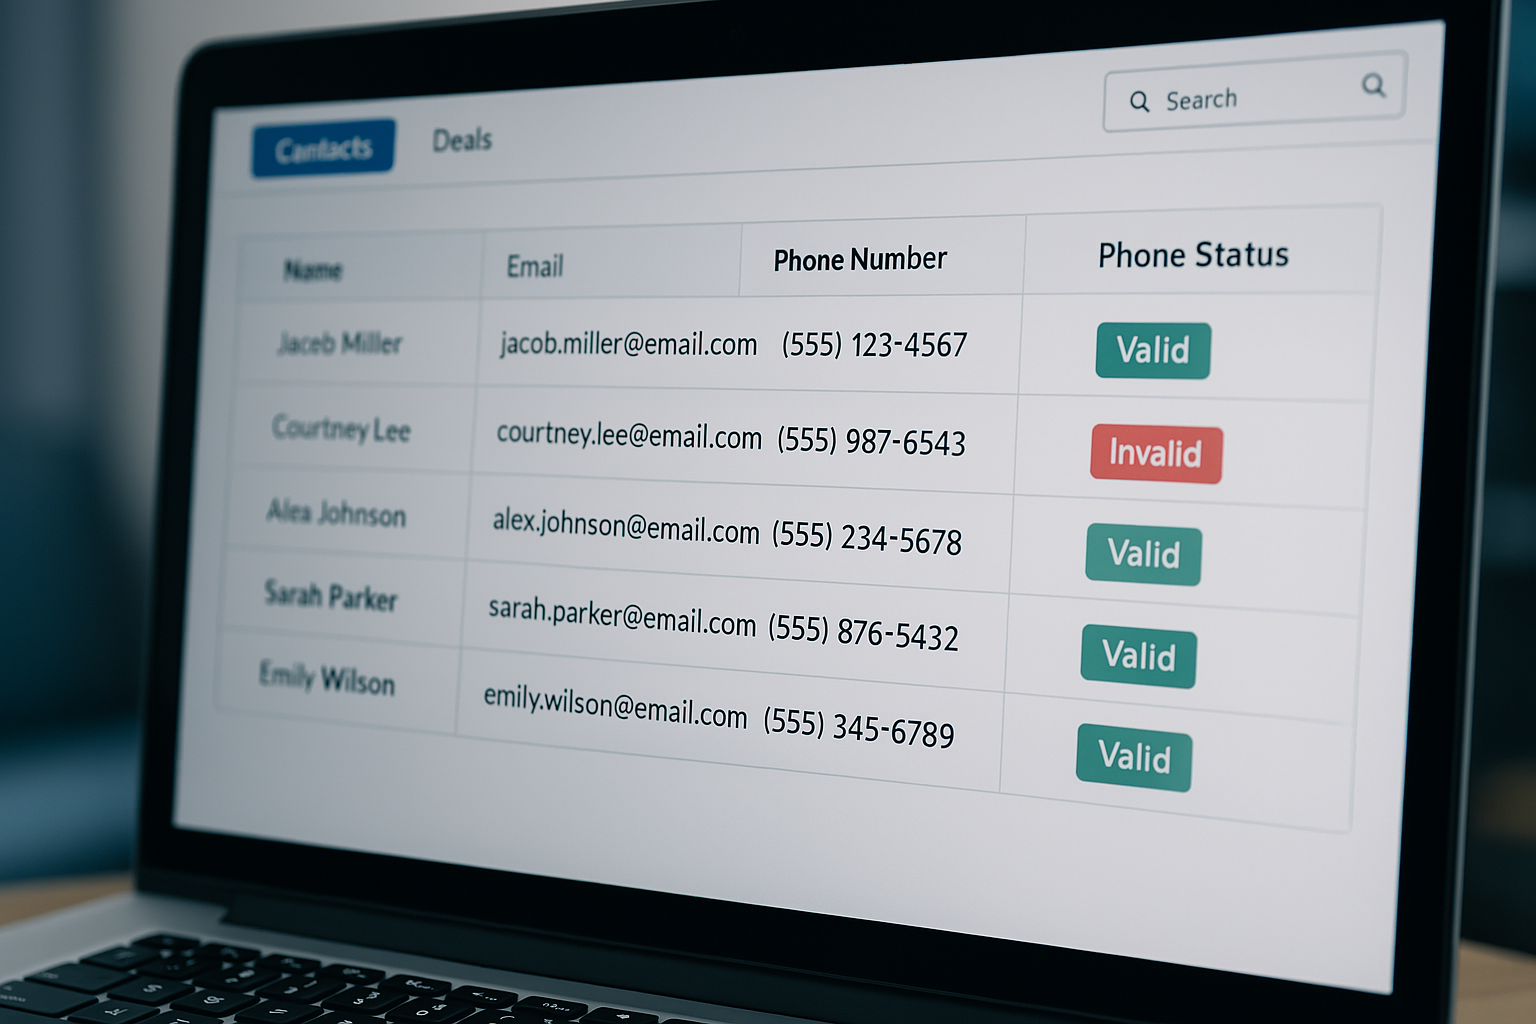 Cantacts Deals Search
Name Email Phone Number Phone Status
Jaceb Miller jacob.miller@email.com (555) 123-4567 Valid
Courtney Lee courtney.lee@email.com (555) 987-6543 Invalid
Alea Johnson alex.johnson@email.com (555) 234-5678 Valid
Sarah Parker sarah.parker@email.com (555) 876-5432 Valid
Emily Wilson emily.wilson@email.com (555) 345-6789 Valid